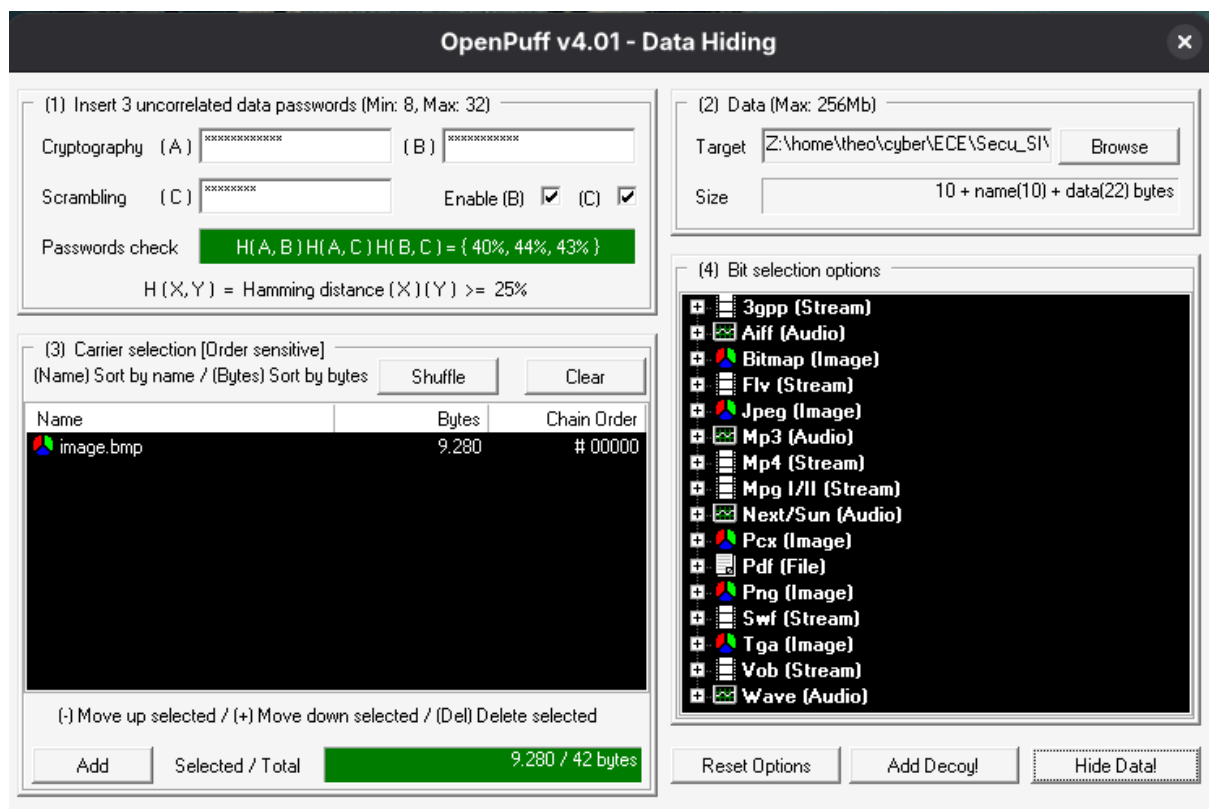 OpenPuff v4.01 - Data Hiding
(1) Insert 3 uncorrelated data passwords (Min: 8, Max: 32)
Cryptography (A) ************ (B) ***********
Scrambling (C) ******** Enable (B) (C)
Passwords check H(A, B) H(A, C) H(B, C) = { 40%, 44%, 43% }
H (X,Y) = Hamming distance (X)(Y) >= 25%
(2) Data (Max: 256Mb)
Target Z:\home\theo\cyber\ECE\Secu_SI\ Browse
Size 10 + name(10) + data(22) bytes
(3) Carrier selection [Order sensitive]
(Name) Sort by name / (Bytes) Sort by bytes Shuffle Clear
Name Bytes Chain Order
image.bmp 9.280 # 00000
(-) Move up selected / (+) Move down selected / (Del) Delete selected
Add Selected / Total 9.280 / 42 bytes
(4) Bit selection options
3gpp (Stream)
Aiff (Audio)
Bitmap (Image)
Flv (Stream)
Jpeg (Image)
Mp3 (Audio)
Mp4 (Stream)
Mpg I/II (Stream)
Next/Sun (Audio)
Pcx (Image)
Pdf (File)
Png (Image)
Swf (Stream)
Tga (Image)
Vob (Stream)
Wave (Audio)
Reset Options Add Decoy! Hide Data!